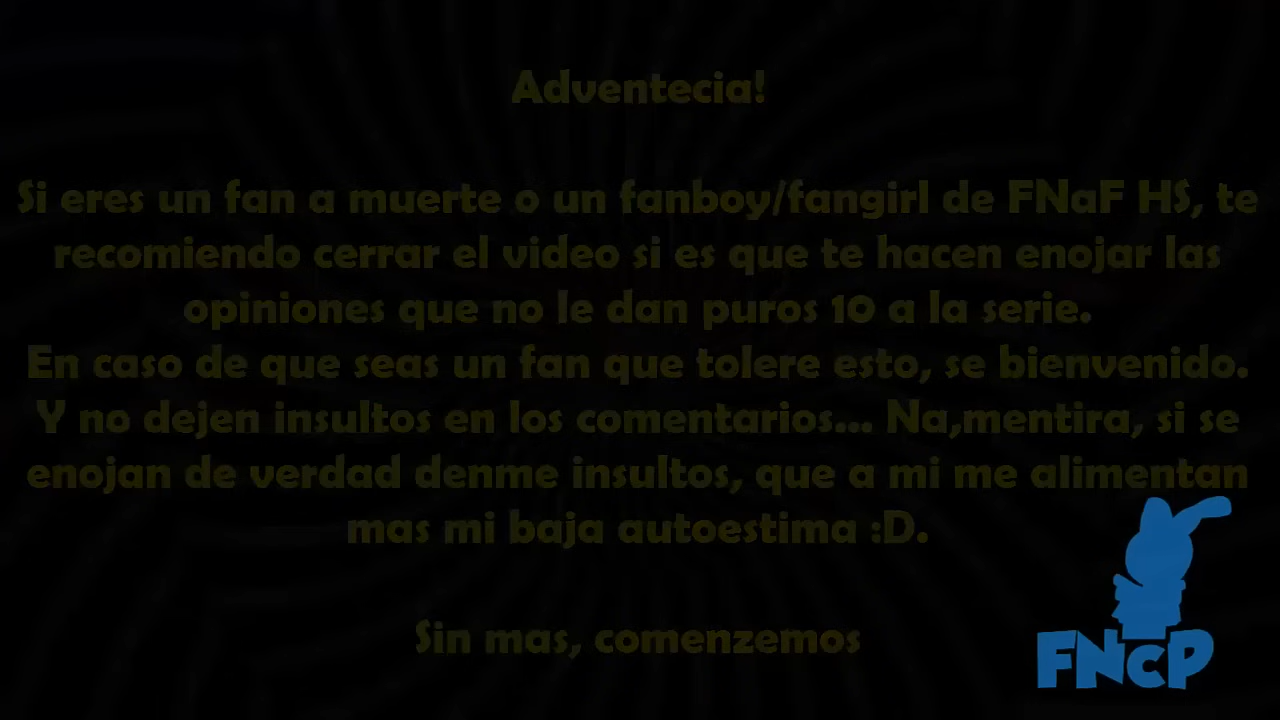 Adventecia!
Si eres un fan a muerte o un fanboy/fangirl de FNaF HS, te
recomiendo cerrar el video si es que te hacen enojar las
opiniones que no le dan puros 10 a la serie.
En caso de que seas un fan que tolere esto, se bienvenido.
Y no dejen insultos en los comentarios... Na,mentira, si se
enojan de verdad denme insultos, que a mi me alimentan
mas mi baja autoestima :D.
Sin mas, comenzemos
FNcP